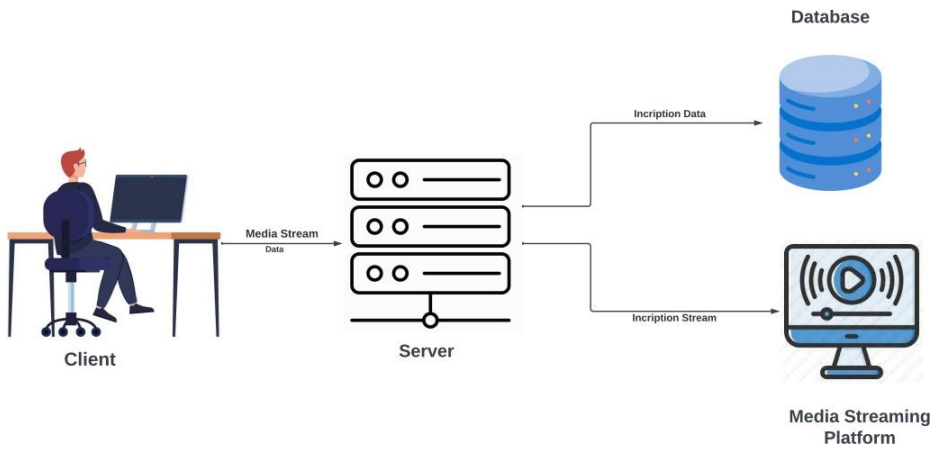 Database
Incription Data
Media Stream
Data
Incription Stream
Server
Client
Media Streaming
Platform